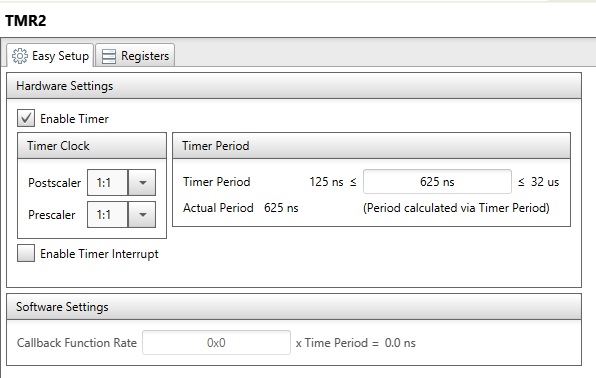 TMR2
Easy Setup Registers
Hardware Settings
Enable Timer
Timer Clock
Postscaler 1:1
Prescaler 1:1
Timer Period
Timer Period 125 ns ≤ 625 ns ≤ 32 us
Actual Period 625 ns (Period calculated via Timer Period)
Enable Timer Interrupt
Software Settings
Callback Function Rate 0x0 x Time Period = 0.0 ns